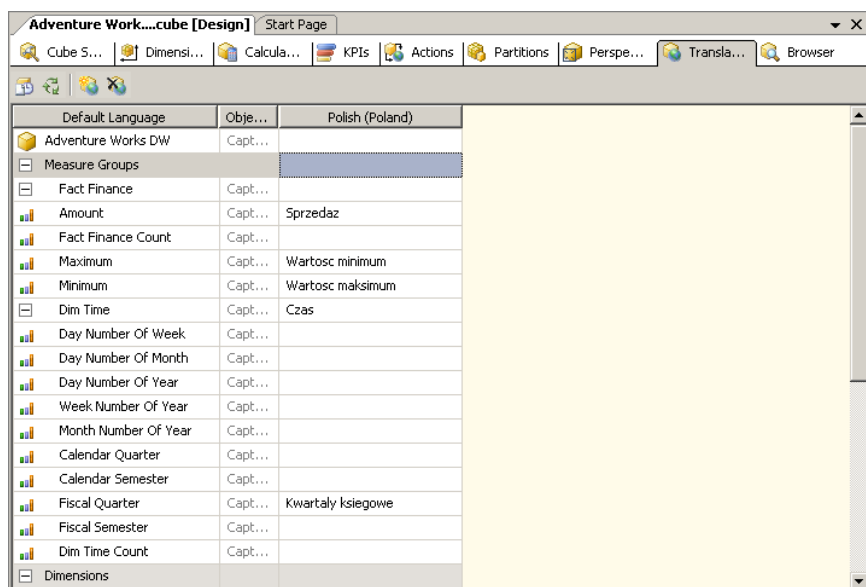 Adventure Work....cube [Design] Start Page
Cube S... Dimensi... Calcula... KPIs Actions Partitions Perspe... Transla... Browser
Default Language Obje... Polish (Poland)
Adventure Works DW Capt...
Measure Groups
Fact Finance Capt...
Amount Capt... Sprzedaz
Fact Finance Count Capt...
Maximum Capt... Wartosc minimum
Minimum Capt... Wartosc maksimum
Dim Time Capt... Czas
Day Number Of Week Capt...
Day Number Of Month Capt...
Day Number Of Year Capt...
Week Number Of Year Capt...
Month Number Of Year Capt...
Calendar Quarter Capt...
Calendar Semester Capt...
Fiscal Quarter Capt... Kwartaly ksiegowe
Fiscal Semester Capt...
Dim Time Count Capt...
Dimensions